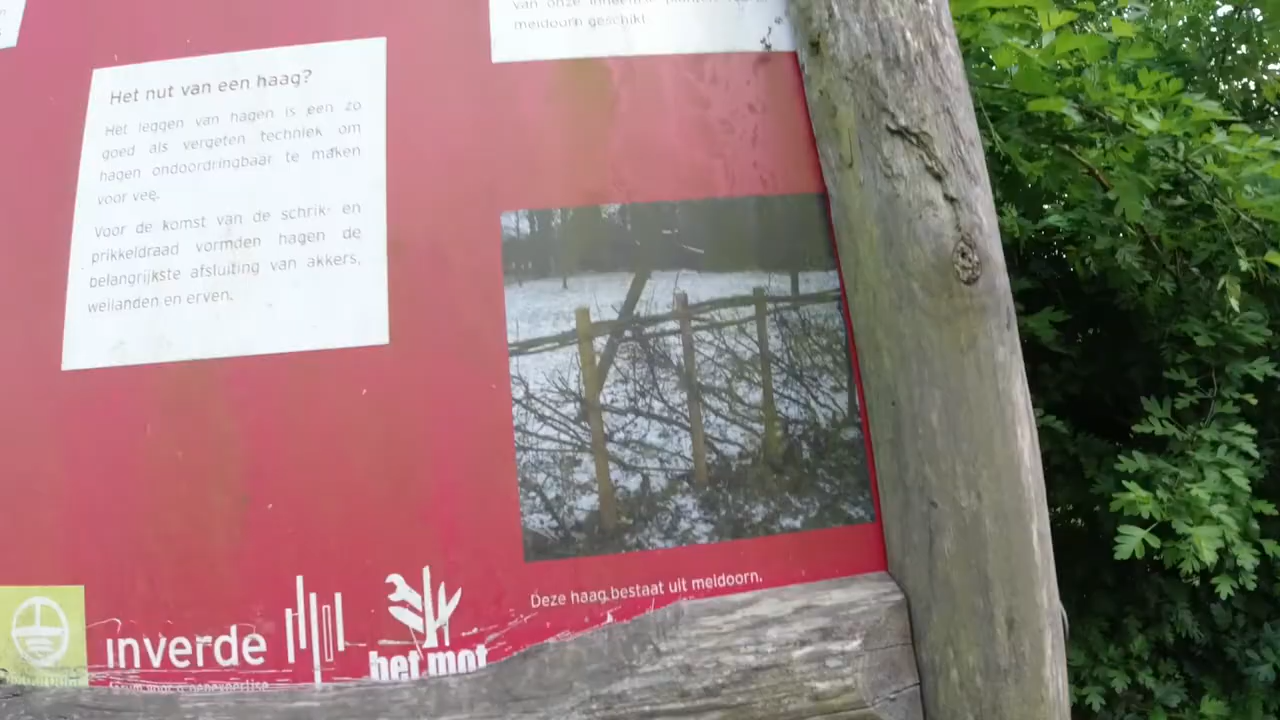 meidoorn geschikt.
Het nut van een haag?
Het leggen van hagen is een zo
goed als vergeten techniek om
hagen ondoordringbaar te maken
voor vee.
Voor de komst van de schrik- en
prikkeldraad vormden hagen de
belangrijkste afsluiting van akkers,
weilanden en erven.
Deze haag bestaat uit meidoorn.
inverde
het mot